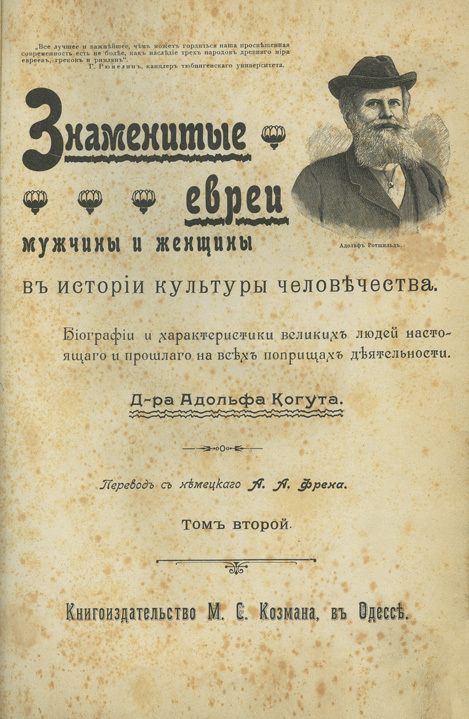 „Все лучшее и важнѣйшее, чѣмъ можетъ гордиться наша просвѣщенная
современность есть не болѣе, какъ наслѣдіе трехъ народовъ древняго міра
евреевъ, грековъ и римлянъ“.
Г. Рюмелинъ, канцлеръ тюбингенскаго университета.
Знаменитые
евреи
мужчины и женщины
Адольфъ Ротшильдъ.
въ исторіи культуры человѣчества.
Біографіи и характеристики великихъ людей насто-
ящаго и прошлаго на всѣхъ поприщахъ дѣятельности.
Д-ра Адольфа Когута.
Переводъ съ нѣмецкаго А. А. Френа.
Томъ второй.
Книгоиздательство М. С. Козмана, въ Одессѣ.